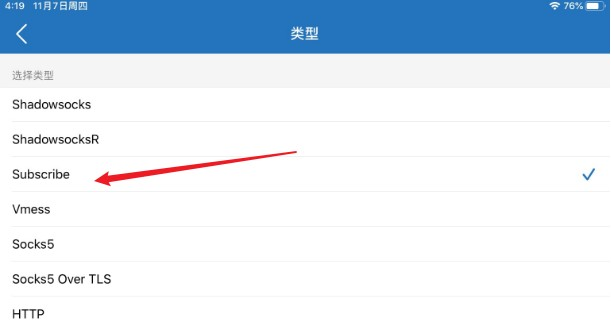 4:19 11月7日周四 76%
类型
选择类型
Shadowsocks
ShadowsocksR
Subscribe
Vmess
Socks5
Socks5 Over TLS
HTTP